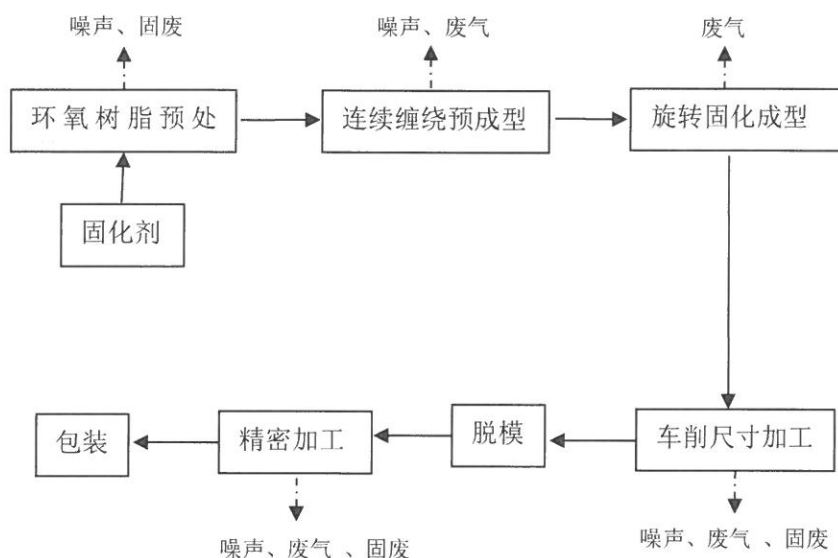 噪声、固废
噪声、废气
废气
环氧树脂预处
连续缠绕预成型
旋转固化成型
固化剂
包装
精密加工
脱模
车削尺寸加工
噪声、废气 、固废
噪声、废气 、固废